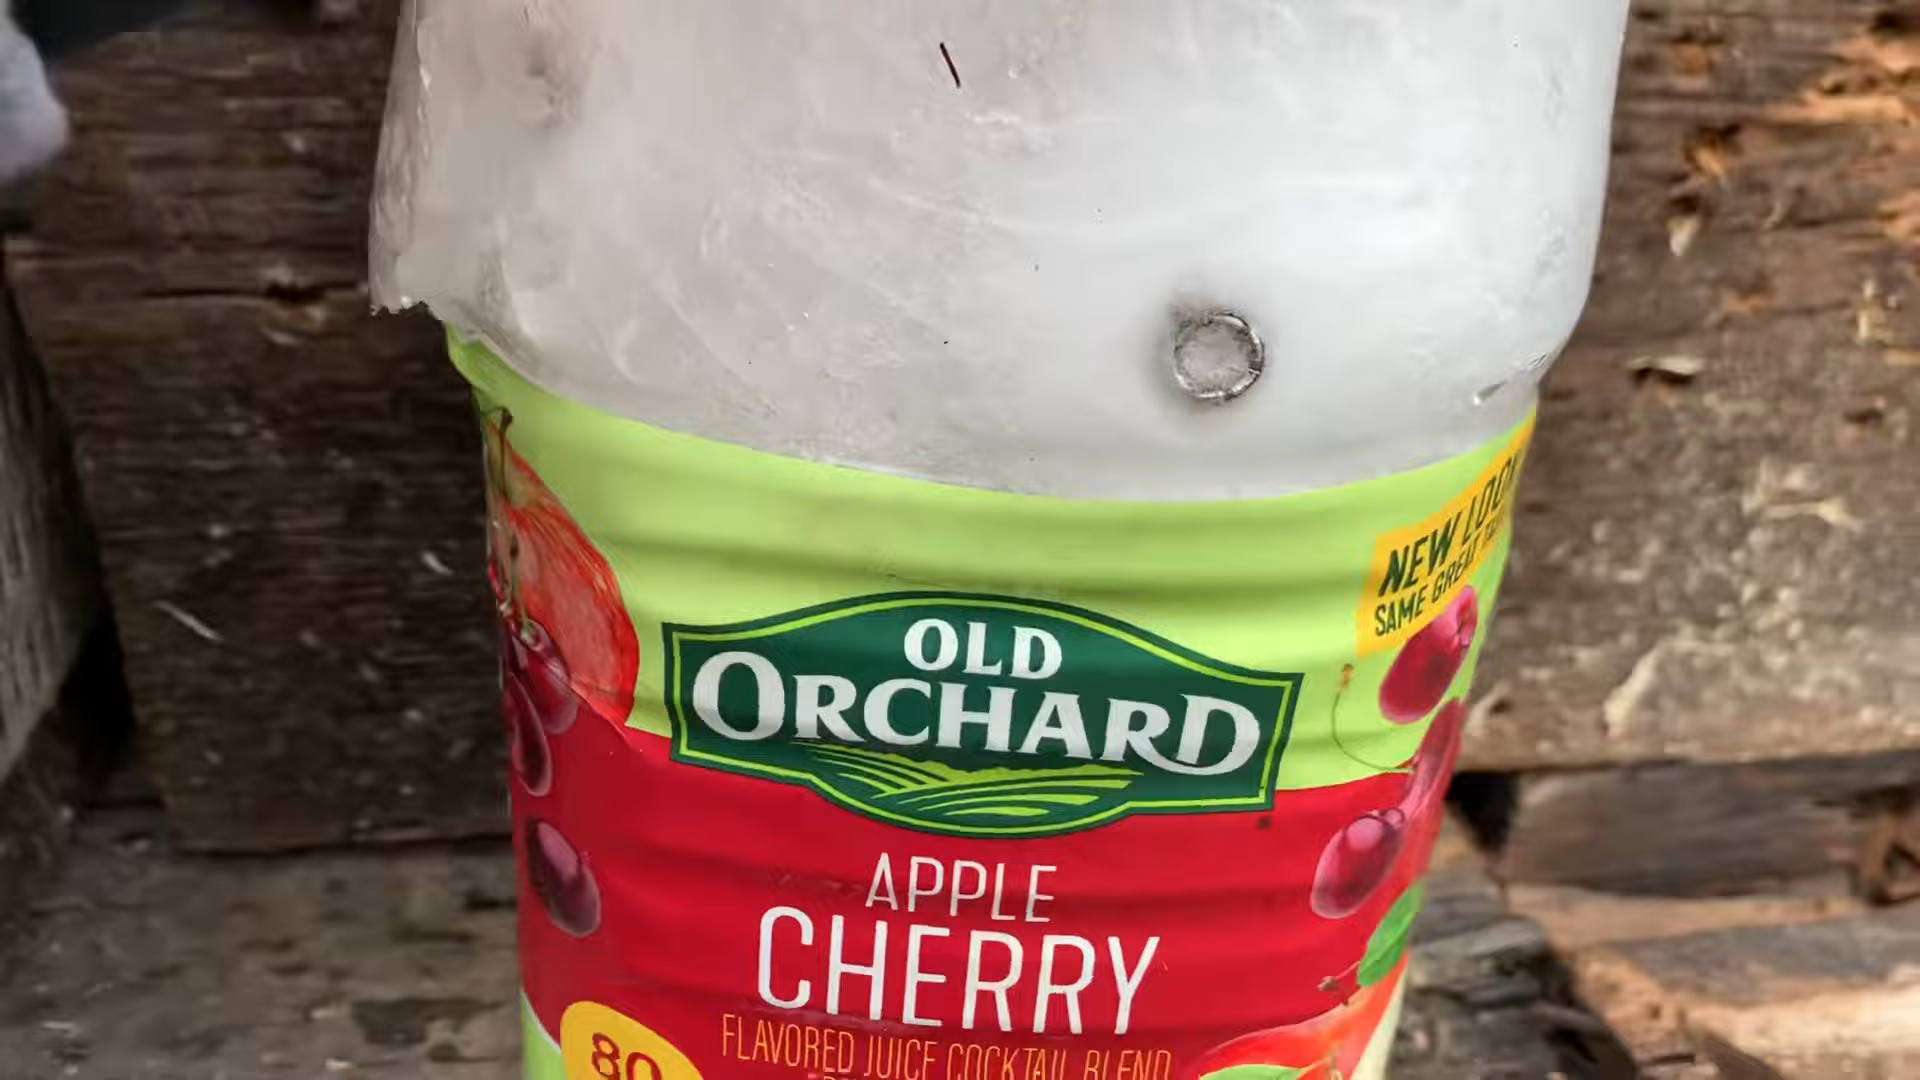 NEW LOOK
SAME GREAT
OLD
ORCHARD
APPLE
CHERRY
FLAVORED JUICE COCKTAIL BLEND
80